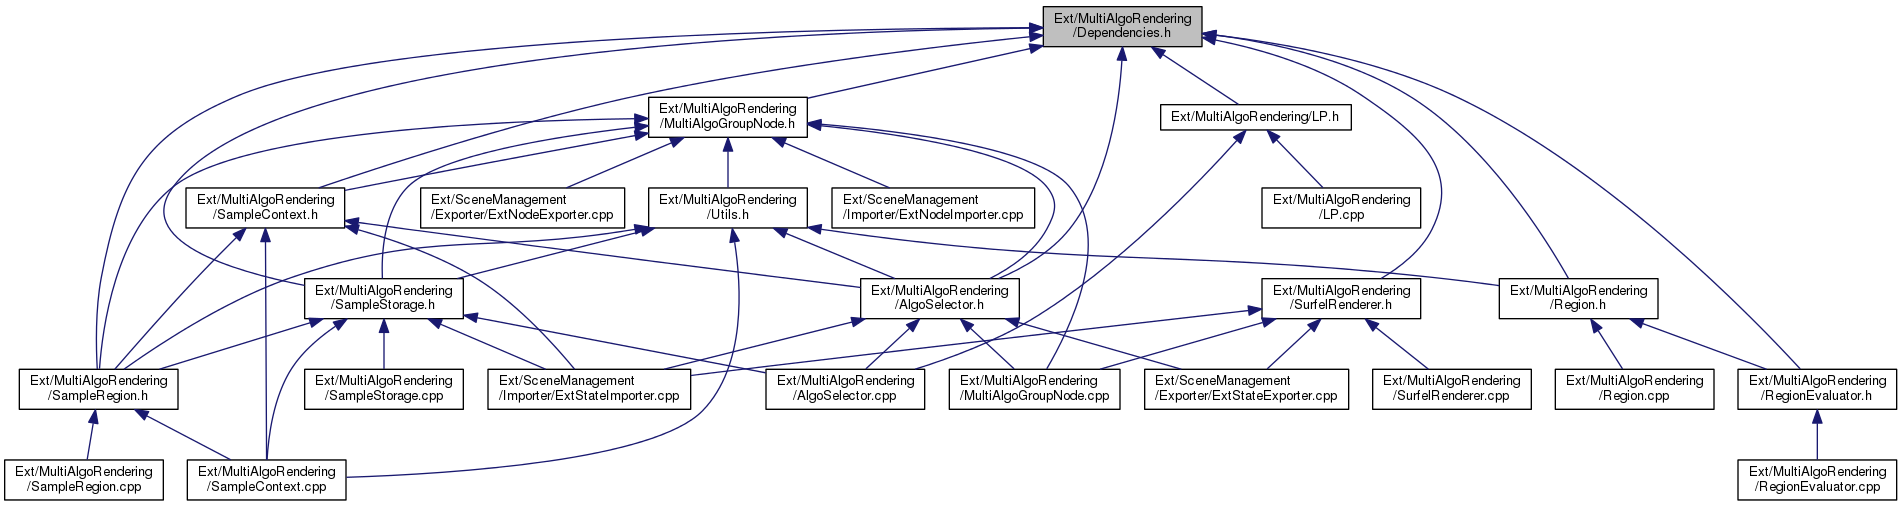 Ext/MultiAlgoRendering
/Dependencies.h
Ext/MultiAlgoRendering
/MultiAlgoGroupNode.h
Ext/MultiAlgoRendering/LP.h
Ext/MultiAlgoRendering
/SampleContext.h
Ext/SceneManagement
/Exporter/ExtNodeExporter.cpp
Ext/MultiAlgoRendering
/Utils.h
Ext/SceneManagement
/Importer/ExtNodeImporter.cpp
Ext/MultiAlgoRendering
/LP.cpp
Ext/MultiAlgoRendering
/SampleStorage.h
Ext/MultiAlgoRendering
/AlgoSelector.h
Ext/MultiAlgoRendering
/SurfelRenderer.h
Ext/MultiAlgoRendering
/Region.h
Ext/MultiAlgoRendering
/SampleRegion.h
Ext/MultiAlgoRendering
/SampleStorage.cpp
Ext/SceneManagement
/Importer/ExtStateImporter.cpp
Ext/MultiAlgoRendering
/AlgoSelector.cpp
Ext/MultiAlgoRendering
/MultiAlgoGroupNode.cpp
Ext/SceneManagement
/Exporter/ExtStateExporter.cpp
Ext/MultiAlgoRendering
/SurfelRenderer.cpp
Ext/MultiAlgoRendering
/Region.cpp
Ext/MultiAlgoRendering
/RegionEvaluator.h
Ext/MultiAlgoRendering
/SampleRegion.cpp
Ext/MultiAlgoRendering
/SampleContext.cpp
Ext/MultiAlgoRendering
/RegionEvaluator.cpp